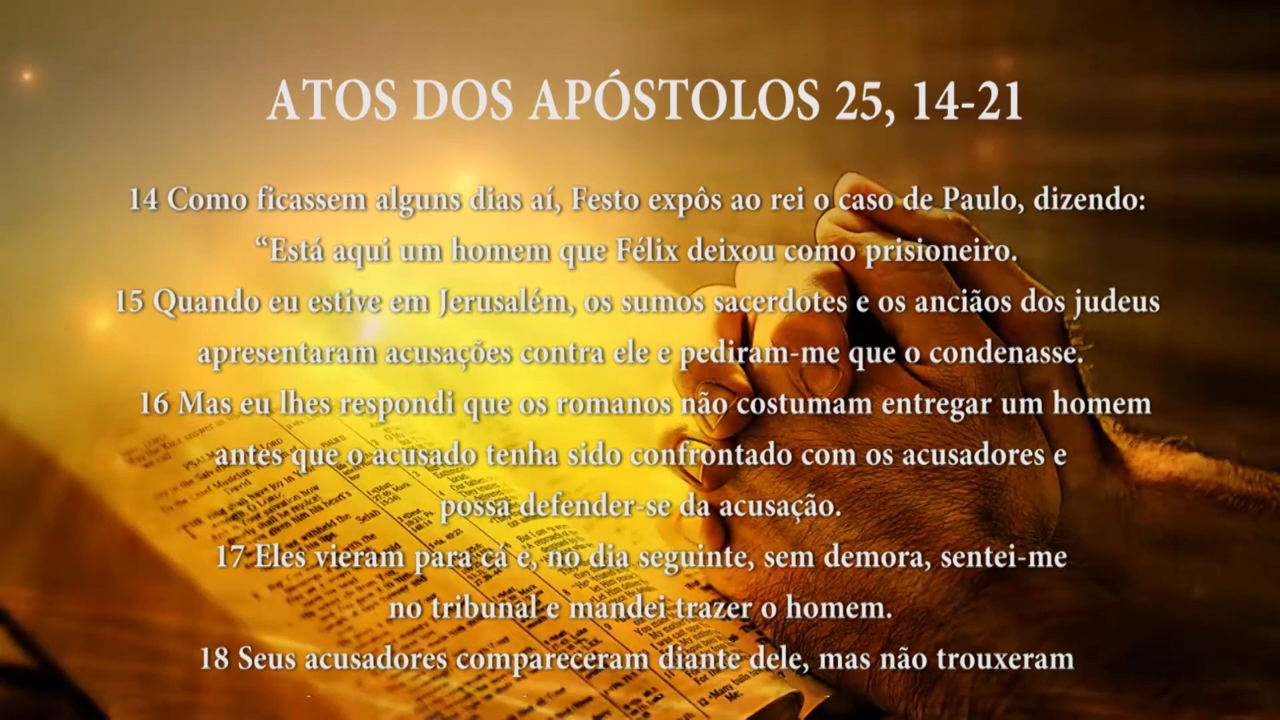 ATOS DOS APÓSTOLOS 25, 14-21
14 Como ficassem alguns dias aí, Festo expôs ao rei o caso de Paulo, dizendo:
“Está aqui um homem que Félix deixou como prisioneiro.
15 Quando eu estive em Jerusalém, os sumos sacerdotes e os anciãos dos judeus
apresentaram acusações contra ele e pediram-me que o condenasse.
16 Mas eu lhes respondi que os romanos não costumam entregar um homem
antes que o acusado tenha sido confrontado com os acusadores e
possa defender-se da acusação.
17 Eles vieram para cá e, no dia seguinte, sem demora, sentei-me
no tribunal e mandei trazer o homem.
18 Seus acusadores compareceram diante dele, mas não trouxeram